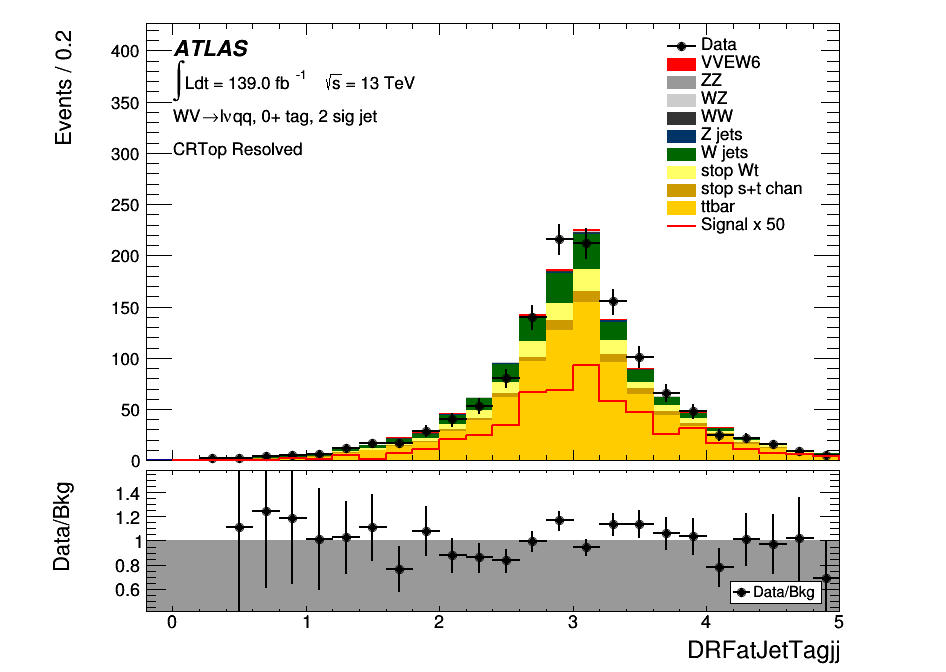 Events / 0.2
400
350
300
250
200
150
100
50
0
ATLAS
∫Ldt = 139.0 fb⁻¹ √s = 13 TeV
WV→lνqq, 0+ tag, 2 sig jet
CRTop Resolved
Data
VVEW6
ZZ
WZ
WW
Z jets
W jets
stop Wt
stop s+t chan
ttbar
Signal x 50
Data/Bkg
1.4
1.2
1
0.8
0.6
Data/Bkg
0 1 2 3 4 5
DRFatJetTagjj